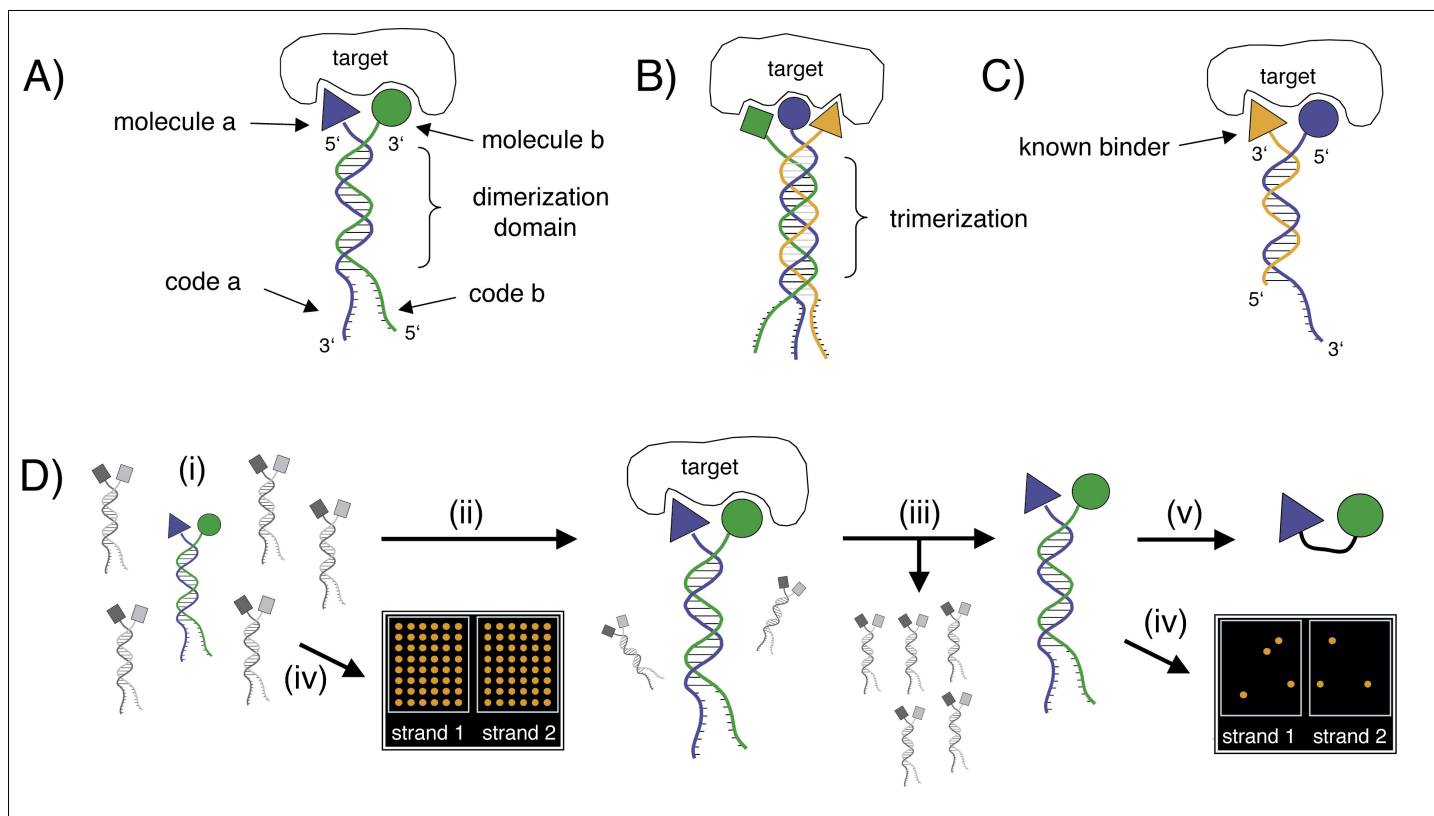 A)
target
molecule a
5‘
3‘
molecule b
dimerization
domain
code a
code b
3‘
5‘
B)
target
trimerization
C)
target
known binder
3‘
5‘
5‘
3‘
D)
(i)
(ii)
target
(iii)
(v)
(iv)
strand 1
strand 2
(iv)
strand 1
strand 2